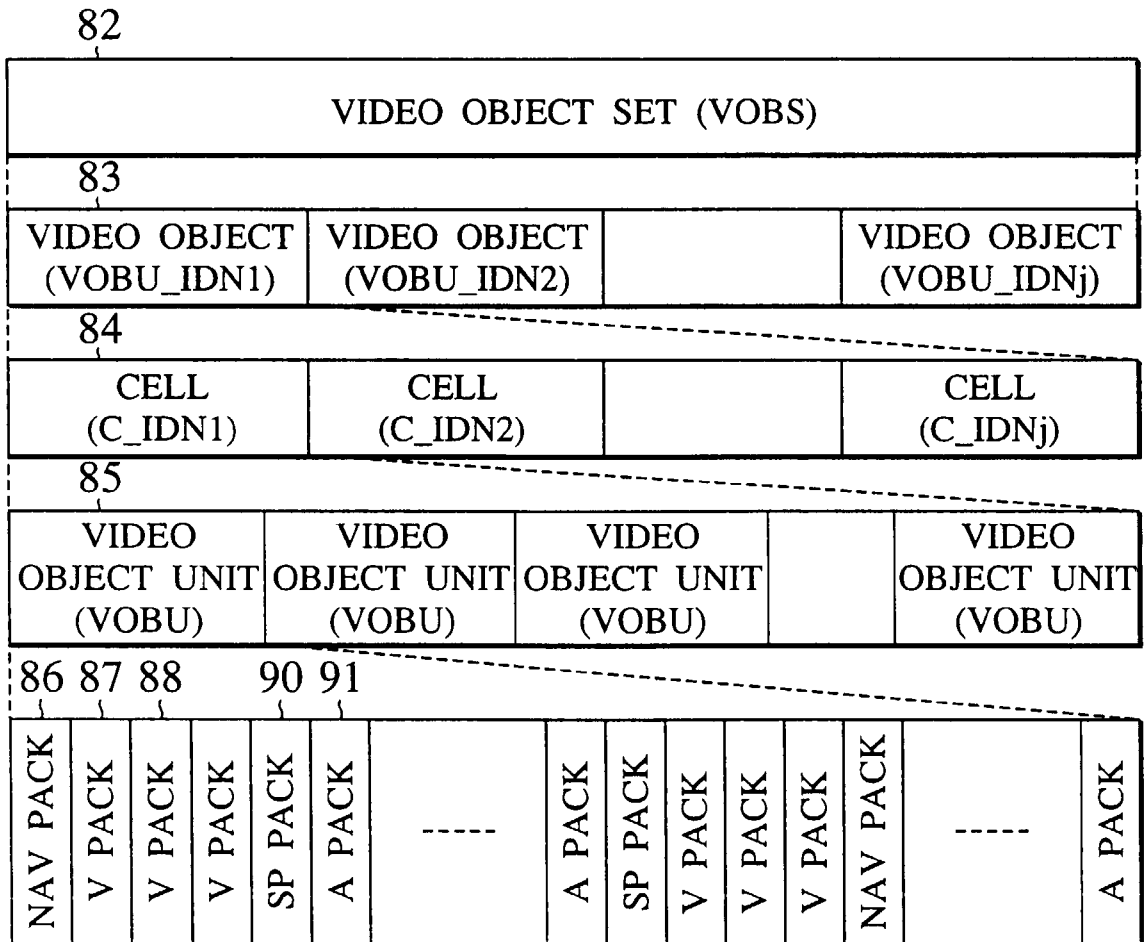 82
VIDEO OBJECT SET (VOBS)
83
VIDEO OBJECT
(VOBU_IDN1)
VIDEO OBJECT
(VOBU_IDN2)
VIDEO OBJECT
(VOBU_IDNj)
84
CELL
(C_IDN1)
CELL
(C_IDN2)
CELL
(C_IDNj)
85
VIDEO
OBJECT UNIT
(VOBU)
VIDEO
OBJECT UNIT
(VOBU)
VIDEO
OBJECT UNIT
(VOBU)
VIDEO
OBJECT UNIT
(VOBU)
86 87 88 90 91
NAV PACK
V PACK
V PACK
V PACK
SP PACK
A PACK
A PACK
SP PACK
V PACK
V PACK
V PACK
NAV PACK
A PACK